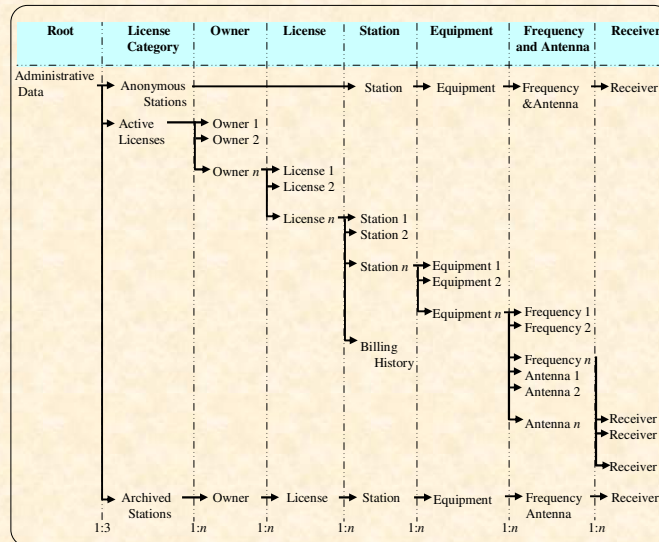 Root License Category Owner License Station Equipment Frequency and Antenna Receiver
Administrative Data
Anonymous Stations Station Equipment Frequency &Antenna Receiver
Active Licenses Owner 1
Owner 2
Owner n License 1
License 2
License n Station 1
Station 2
Station n Equipment 1
Equipment 2
Equipment n Frequency 1
Frequency 2
Billing History
Frequency n
Antenna 1
Antenna 2
Antenna n Receiver
Receiver
Receiver
Archived Stations Owner License Station Equipment Frequency Antenna Receiver
1:3 1:n 1:n 1:n 1:n 1:n 1:n